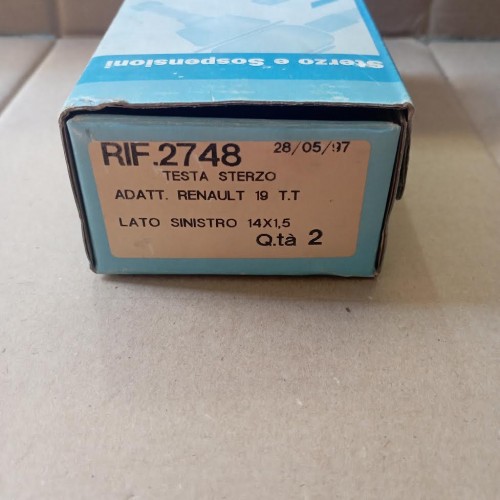 Sterzo e Sospensioni
RIF.2748 28/05/97
TESTA STERZO
ADATT. RENAULT 19 T.T
LATO SINISTRO 14X1,5
Q.tà 2